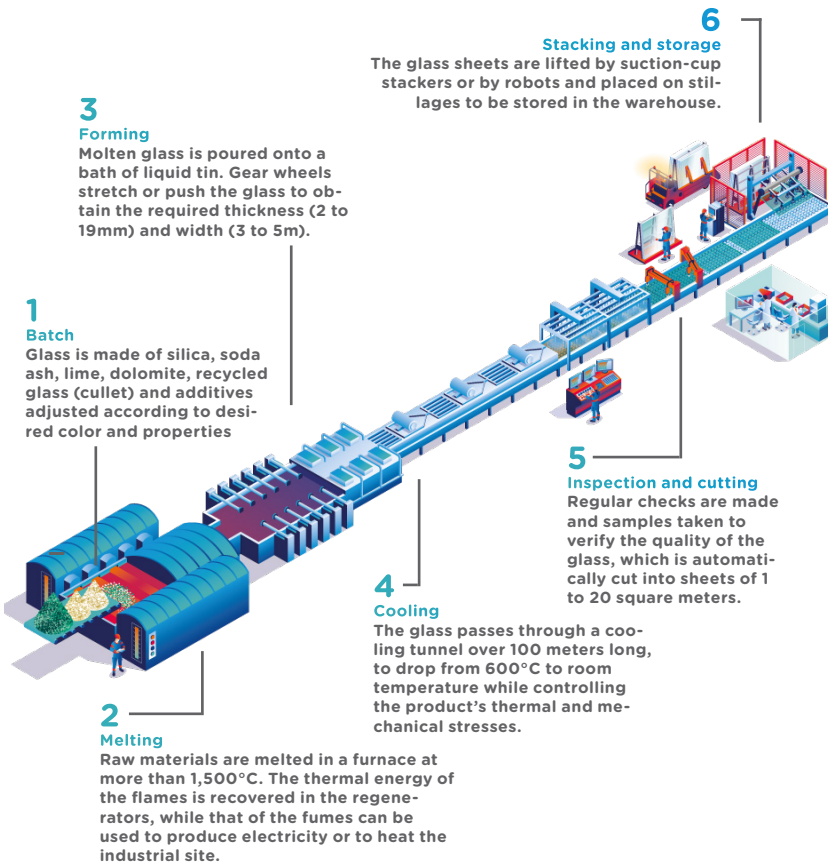 1
Batch
Glass is made of silica, soda
ash, lime, dolomite, recycled
glass (cullet) and additives
adjusted according to desi-
red color and properties
2
Melting
Raw materials are melted in a furnace at
more than 1,500°C. The thermal energy of
the flames is recovered in the regene-
rators, while that of the fumes can be
used to produce electricity or to heat the
industrial site.
3
Forming
Molten glass is poured onto a
bath of liquid tin. Gear wheels
stretch or push the glass to ob-
tain the required thickness (2 to
19mm) and width (3 to 5m).
4
Cooling
The glass passes through a coo-
ling tunnel over 100 meters long,
to drop from 600°C to room
temperature while controlling
the product's thermal and me-
chanical stresses.
5
Inspection and cutting
Regular checks are made
and samples taken to
verify the quality of the
glass, which is automati-
cally cut into sheets of 1
to 20 square meters.
6
Stacking and storage
The glass sheets are lifted by suction-cup
stackers or by robots and placed on stil-
lages to be stored in the warehouse.